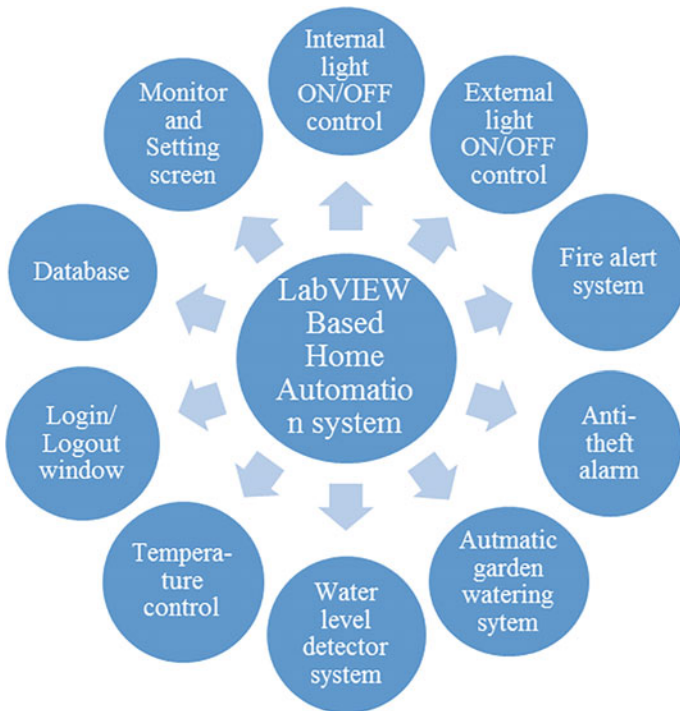 Internal
light
ON/OFF
control
External
light
ON/OFF
control
Fire alert
system
Anti-
theft
alarm
Autmatic
garden
watering
sytem
Water
level
detector
system
Tempera-
ture
control
Login/
Logout
window
Database
Monitor
and
Setting
screen
LabVIEW
Based
Home
Automatio
n system